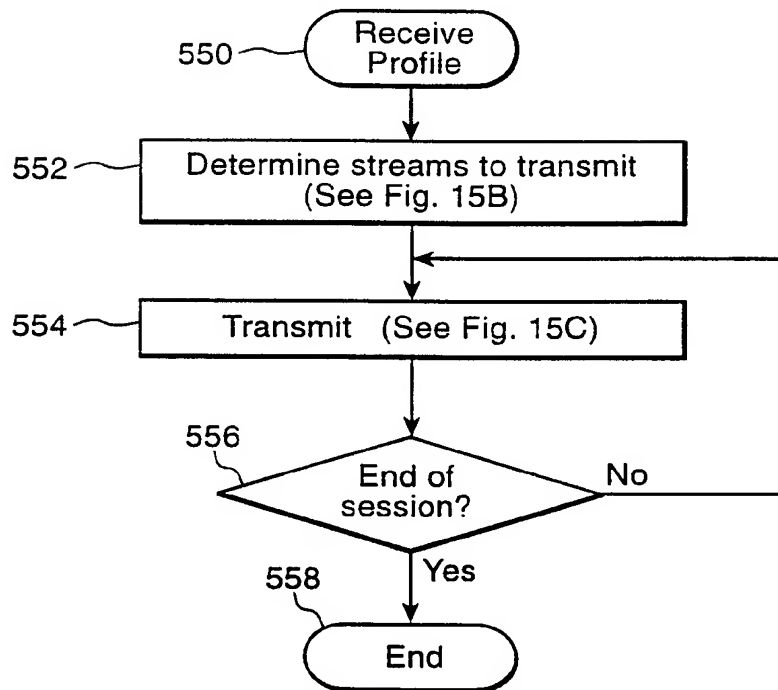 550
Receive
Profile
552
Determine streams to transmit
(See Fig. 15B)
554
Transmit (See Fig. 15C)
556
End of
session?
No
Yes
558
End